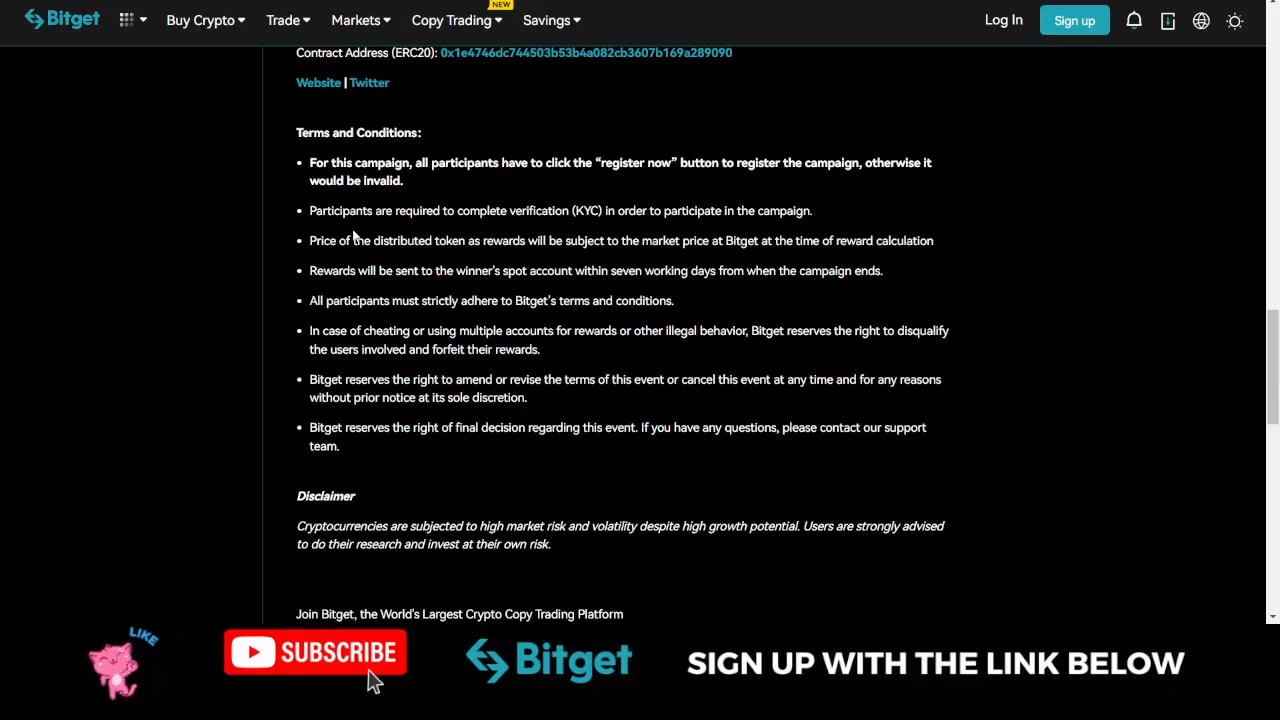 Bitget Buy Crypto Trade Markets Copy Trading NEW Savings Log In Sign up
Contract Address (ERC20): 0x1e4746dc744503b53b4a082cb3607b169a289090
Website | Twitter
Terms and Conditions:
• For this campaign, all participants have to click the “register now” button to register the campaign, otherwise it
would be invalid.
• Participants are required to complete verification (KYC) in order to participate in the campaign.
• Price of the distributed token as rewards will be subject to the market price at Bitget at the time of reward calculation
• Rewards will be sent to the winner's spot account within seven working days from when the campaign ends.
• All participants must strictly adhere to Bitget's terms and conditions.
• In case of cheating or using multiple accounts for rewards or other illegal behavior, Bitget reserves the right to disqualify
the users involved and forfeit their rewards.
• Bitget reserves the right to amend or revise the terms of this event or cancel this event at any time and for any reasons
without prior notice at its sole discretion.
• Bitget reserves the right of final decision regarding this event. If you have any questions, please contact our support
team.
Disclaimer
Cryptocurrencies are subjected to high market risk and volatility despite high growth potential. Users are strongly advised
to do their research and invest at their own risk.
Join Bitget, the World's Largest Crypto Copy Trading Platform
LIKE SUBSCRIBE Bitget SIGN UP WITH THE LINK BELOW